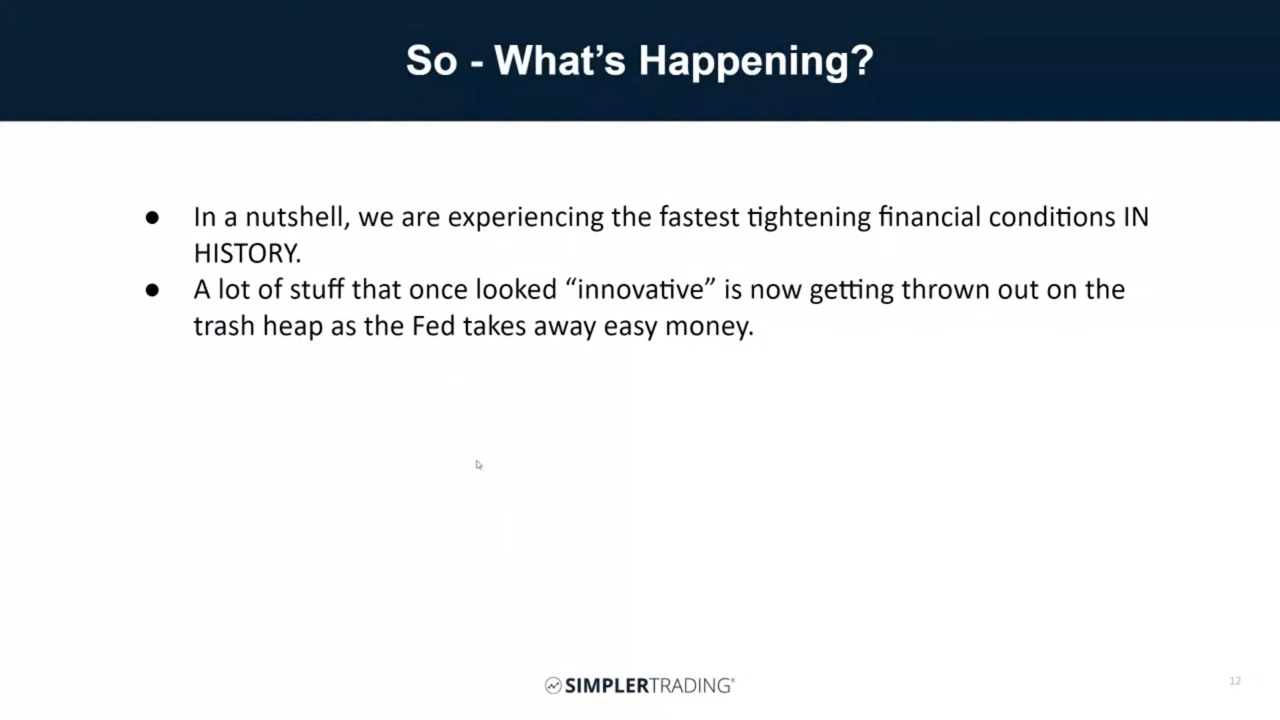 So - What’s Happening?
● In a nutshell, we are experiencing the fastest tightening financial conditions IN
HISTORY.
● A lot of stuff that once looked “innovative” is now getting thrown out on the
trash heap as the Fed takes away easy money.
SIMPLERTRADING®
12